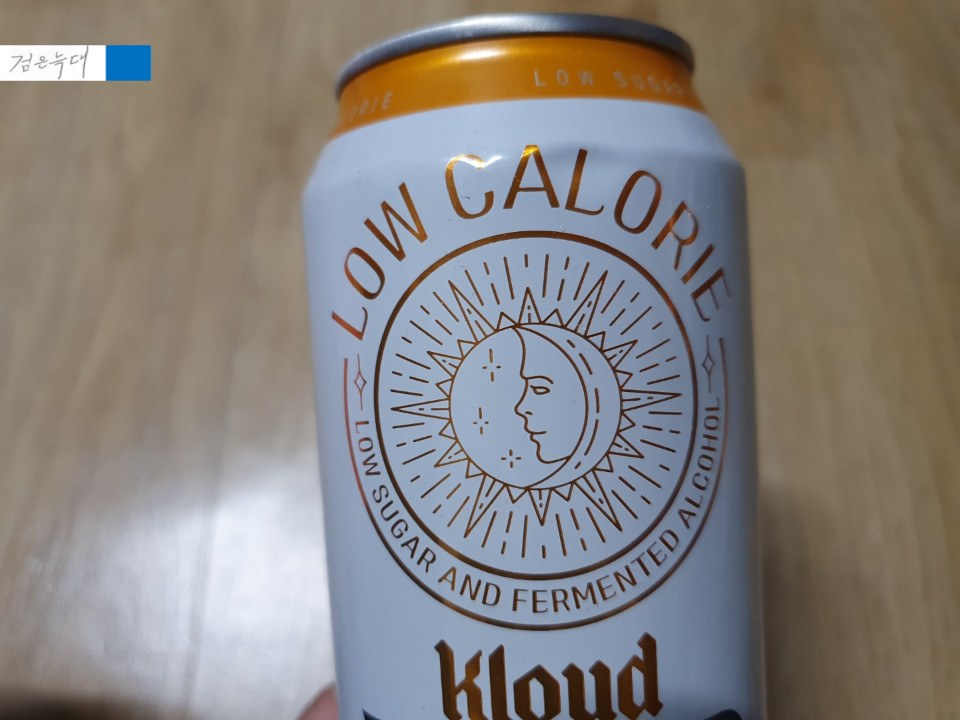 검은늑대
LOW SUGAR
LOW CALORIE
LOW SUGAR AND FERMENTED ALCOHOL
Kloud